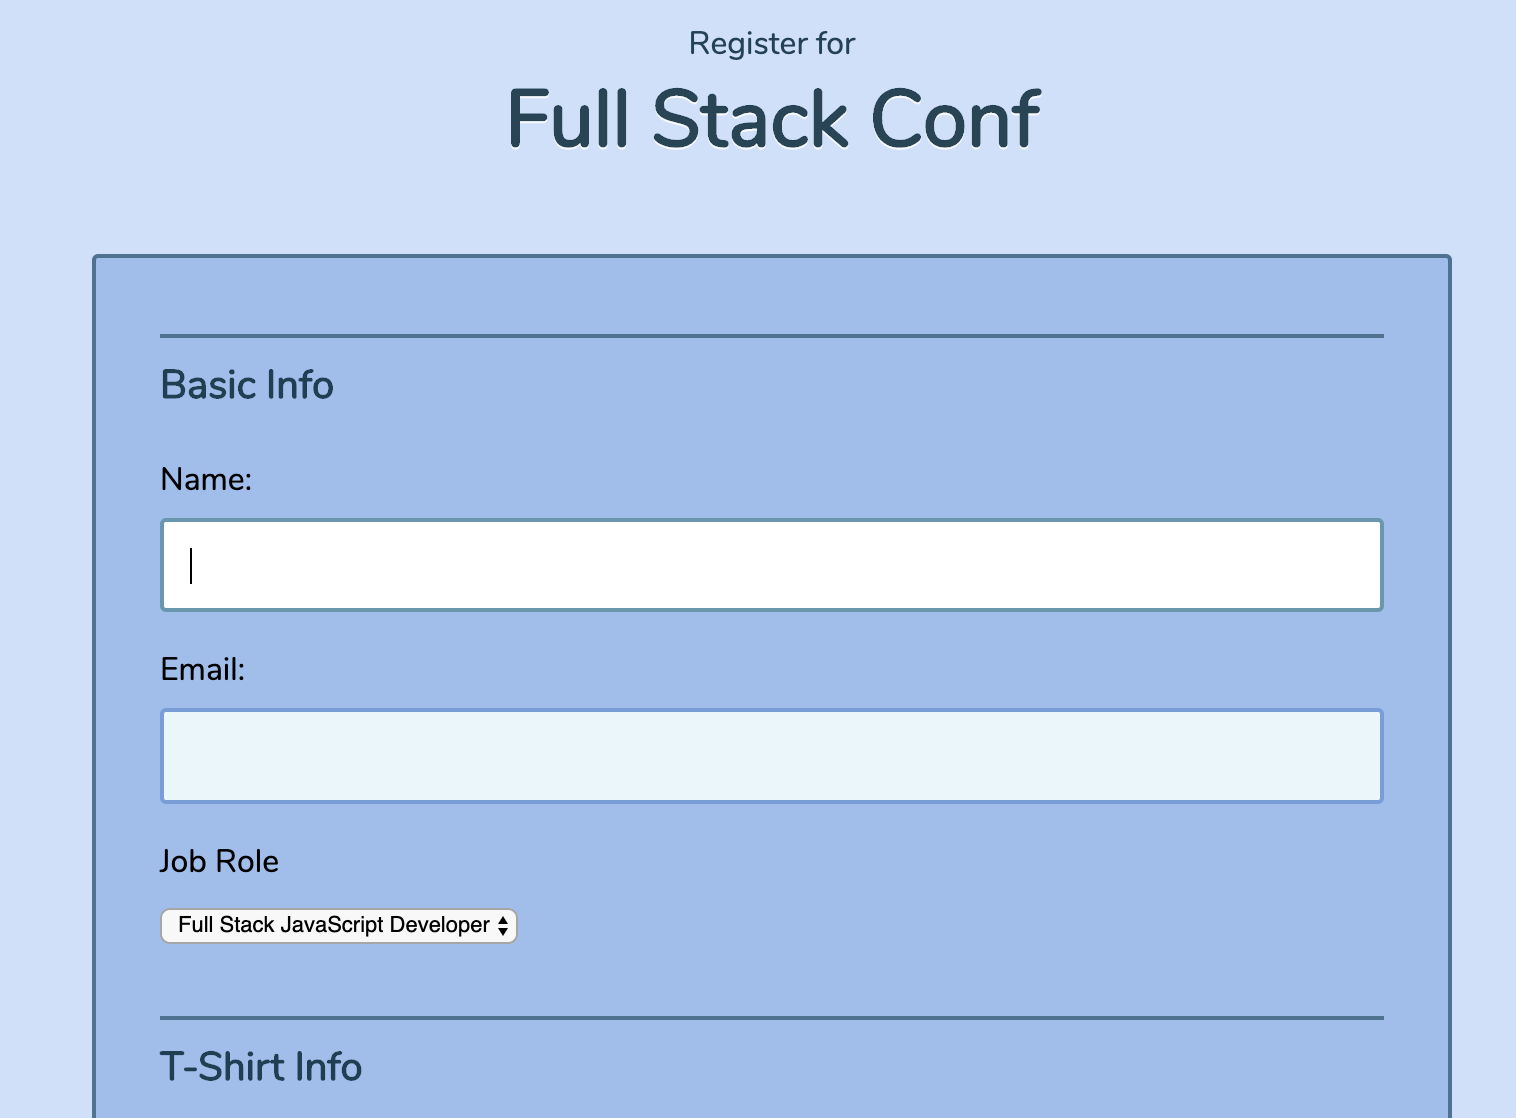 Register for
Full Stack Conf
Basic Info
Name:
Email:
Job Role
Full Stack JavaScript Developer
T-Shirt Info